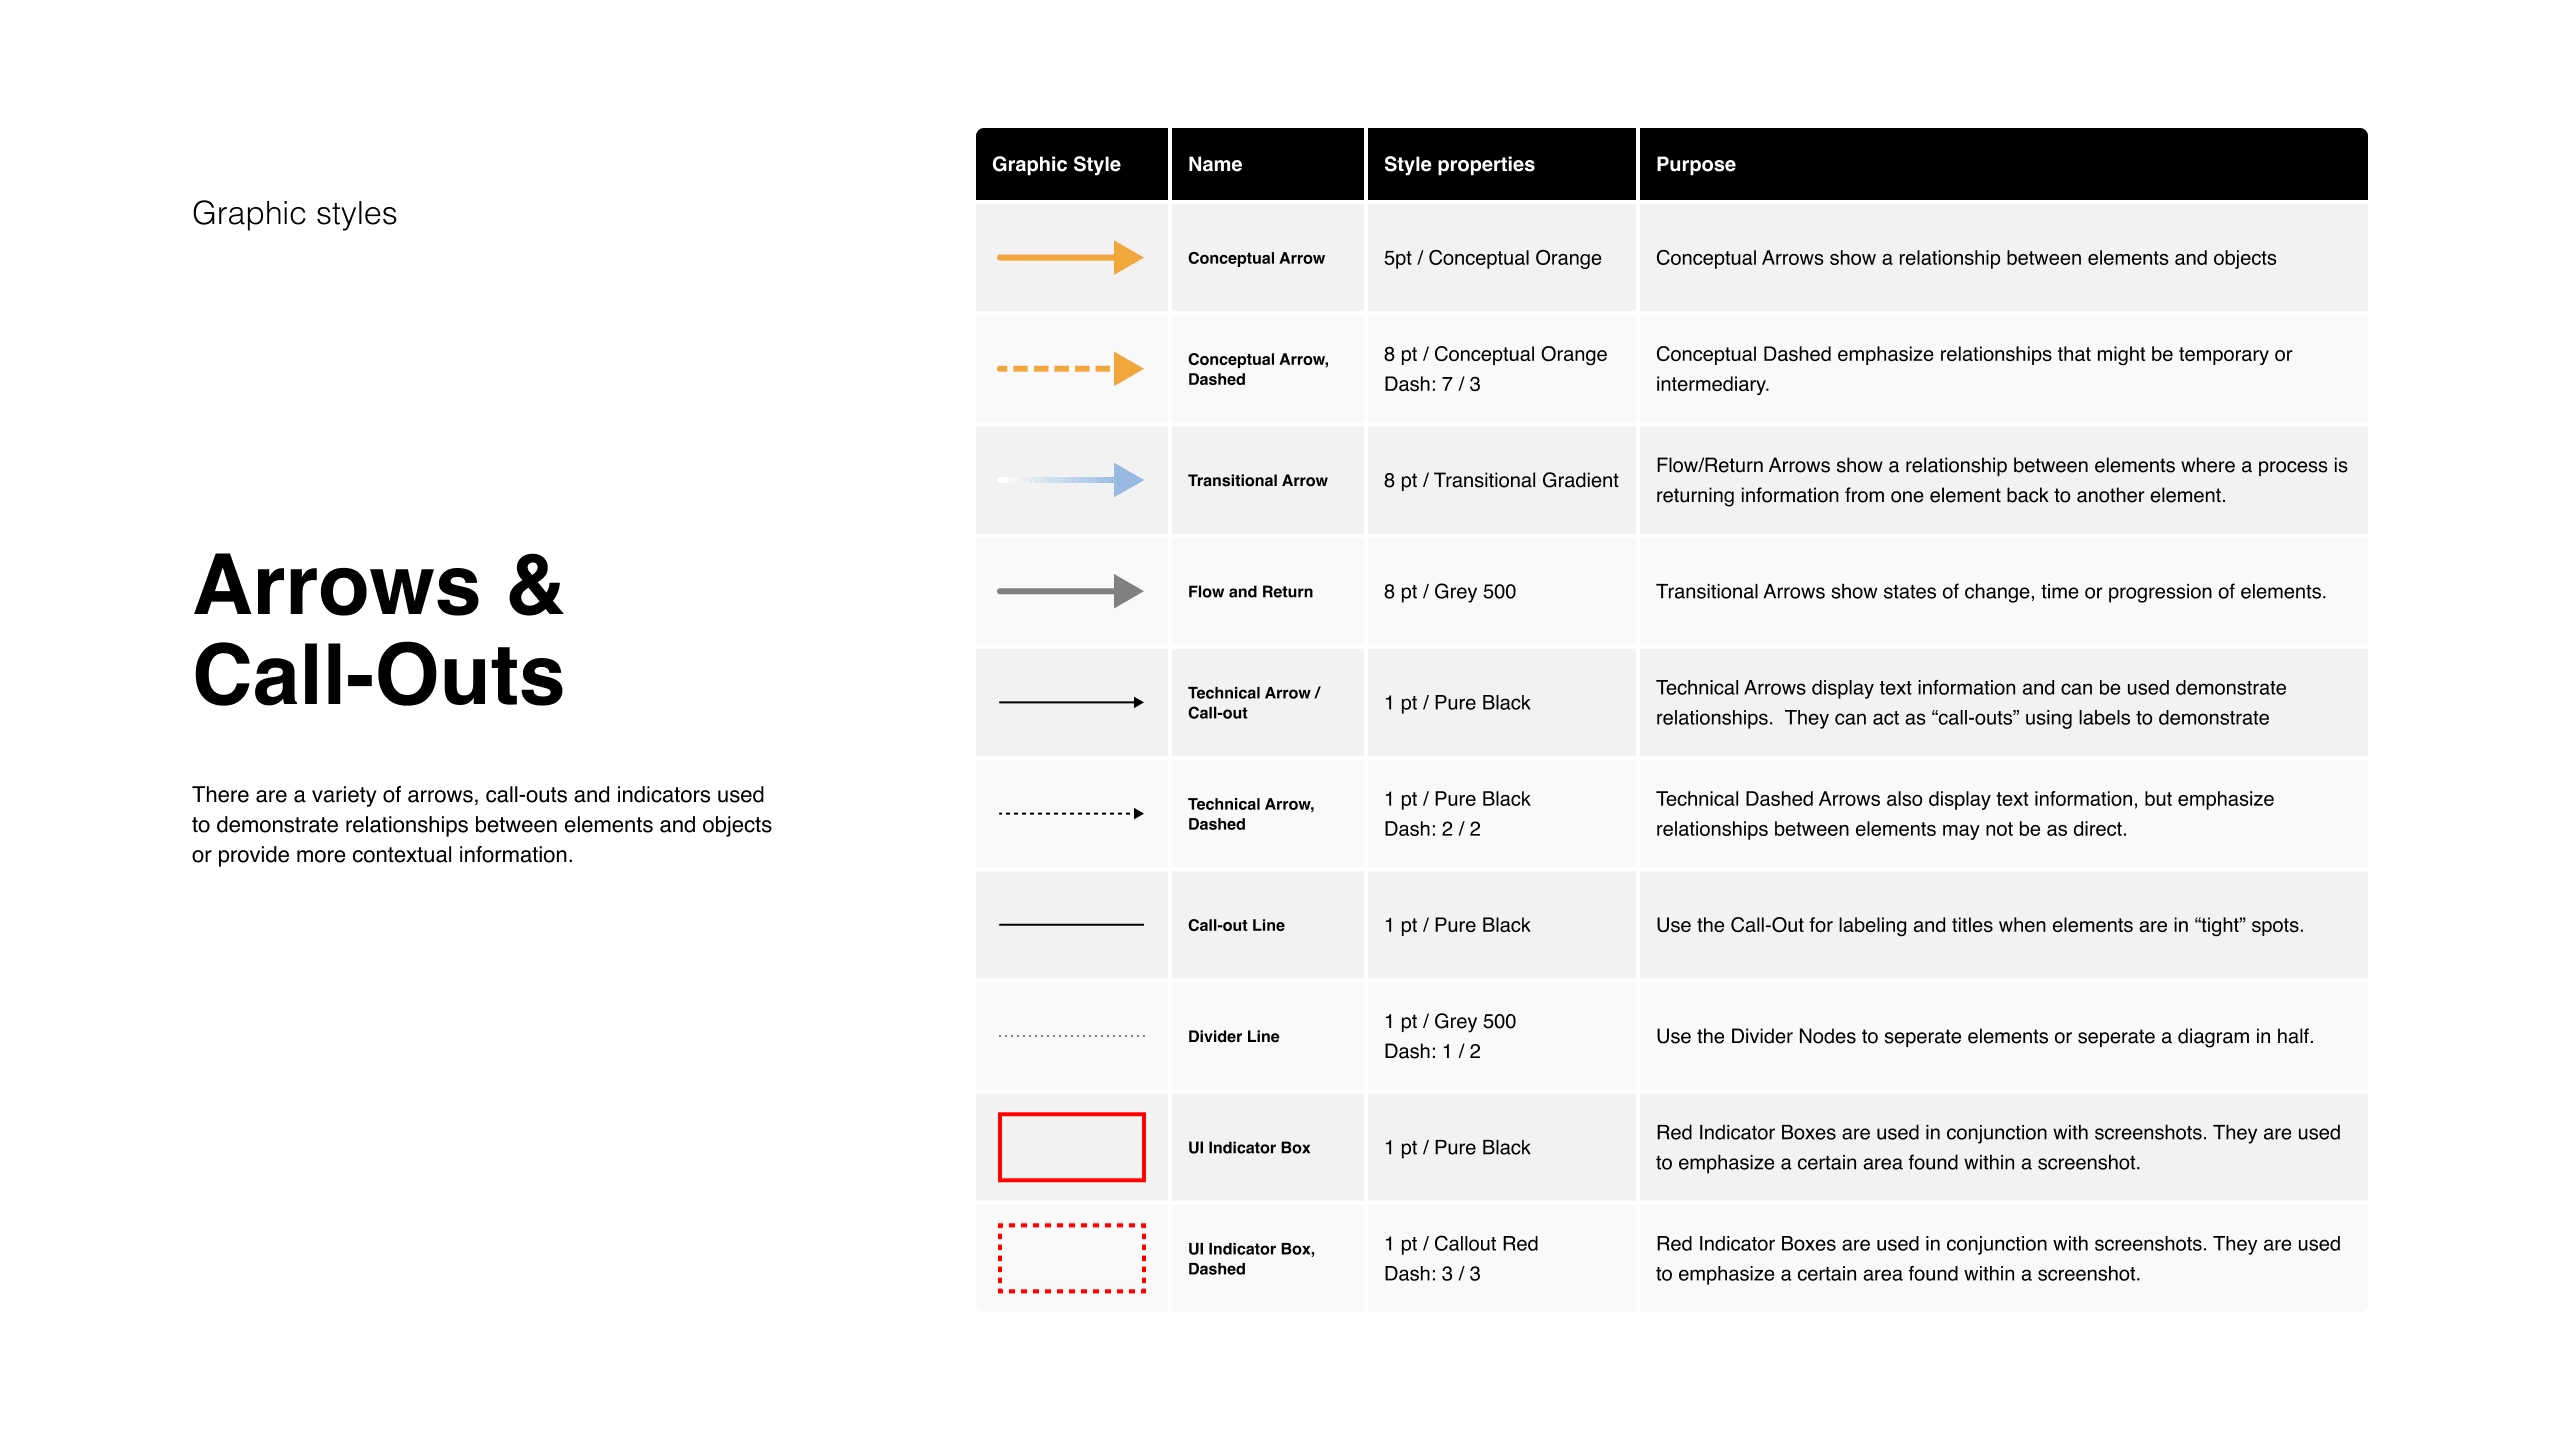 Graphic styles
Arrows &
Call-Outs
There are a variety of arrows, call-outs and indicators used
to demonstrate relationships between elements and objects
or provide more contextual information.
Graphic Style
Name
Style properties
Purpose
Conceptual Arrow
5pt / Conceptual Orange
Conceptual Arrows show a relationship between elements and objects
Conceptual Arrow,
Dashed
8 pt / Conceptual Orange
Dash: 7 / 3
Conceptual Dashed emphasize relationships that might be temporary or
intermediary.
Transitional Arrow
8 pt / Transitional Gradient
Flow/Return Arrows show a relationship between elements where a process is
returning information from one element back to another element.
Flow and Return
8 pt / Grey 500
Transitional Arrows show states of change, time or progression of elements.
Technical Arrow /
Call-out
1 pt / Pure Black
Technical Arrows display text information and can be used demonstrate
relationships.  They can act as “call-outs” using labels to demonstrate
Technical Arrow,
Dashed
1 pt / Pure Black
Dash: 2 / 2
Technical Dashed Arrows also display text information, but emphasize
relationships between elements may not be as direct.
Call-out Line
1 pt / Pure Black
Use the Call-Out for labeling and titles when elements are in “tight” spots.
Divider Line
1 pt / Grey 500
Dash: 1 / 2
Use the Divider Nodes to seperate elements or seperate a diagram in half.
UI Indicator Box
1 pt / Pure Black
Red Indicator Boxes are used in conjunction with screenshots. They are used
to emphasize a certain area found within a screenshot.
UI Indicator Box,
Dashed
1 pt / Callout Red
Dash: 3 / 3
Red Indicator Boxes are used in conjunction with screenshots. They are used
to emphasize a certain area found within a screenshot.